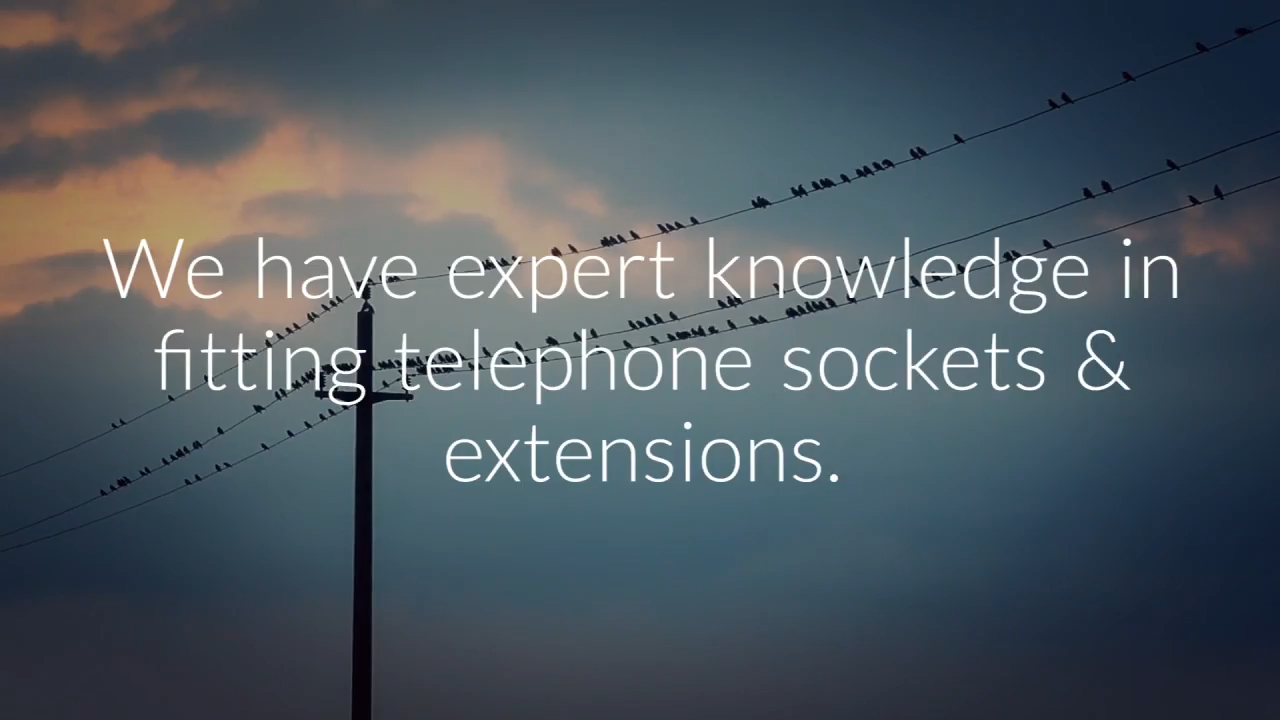 We have expert knowledge in
fitting telephone sockets &
extensions.